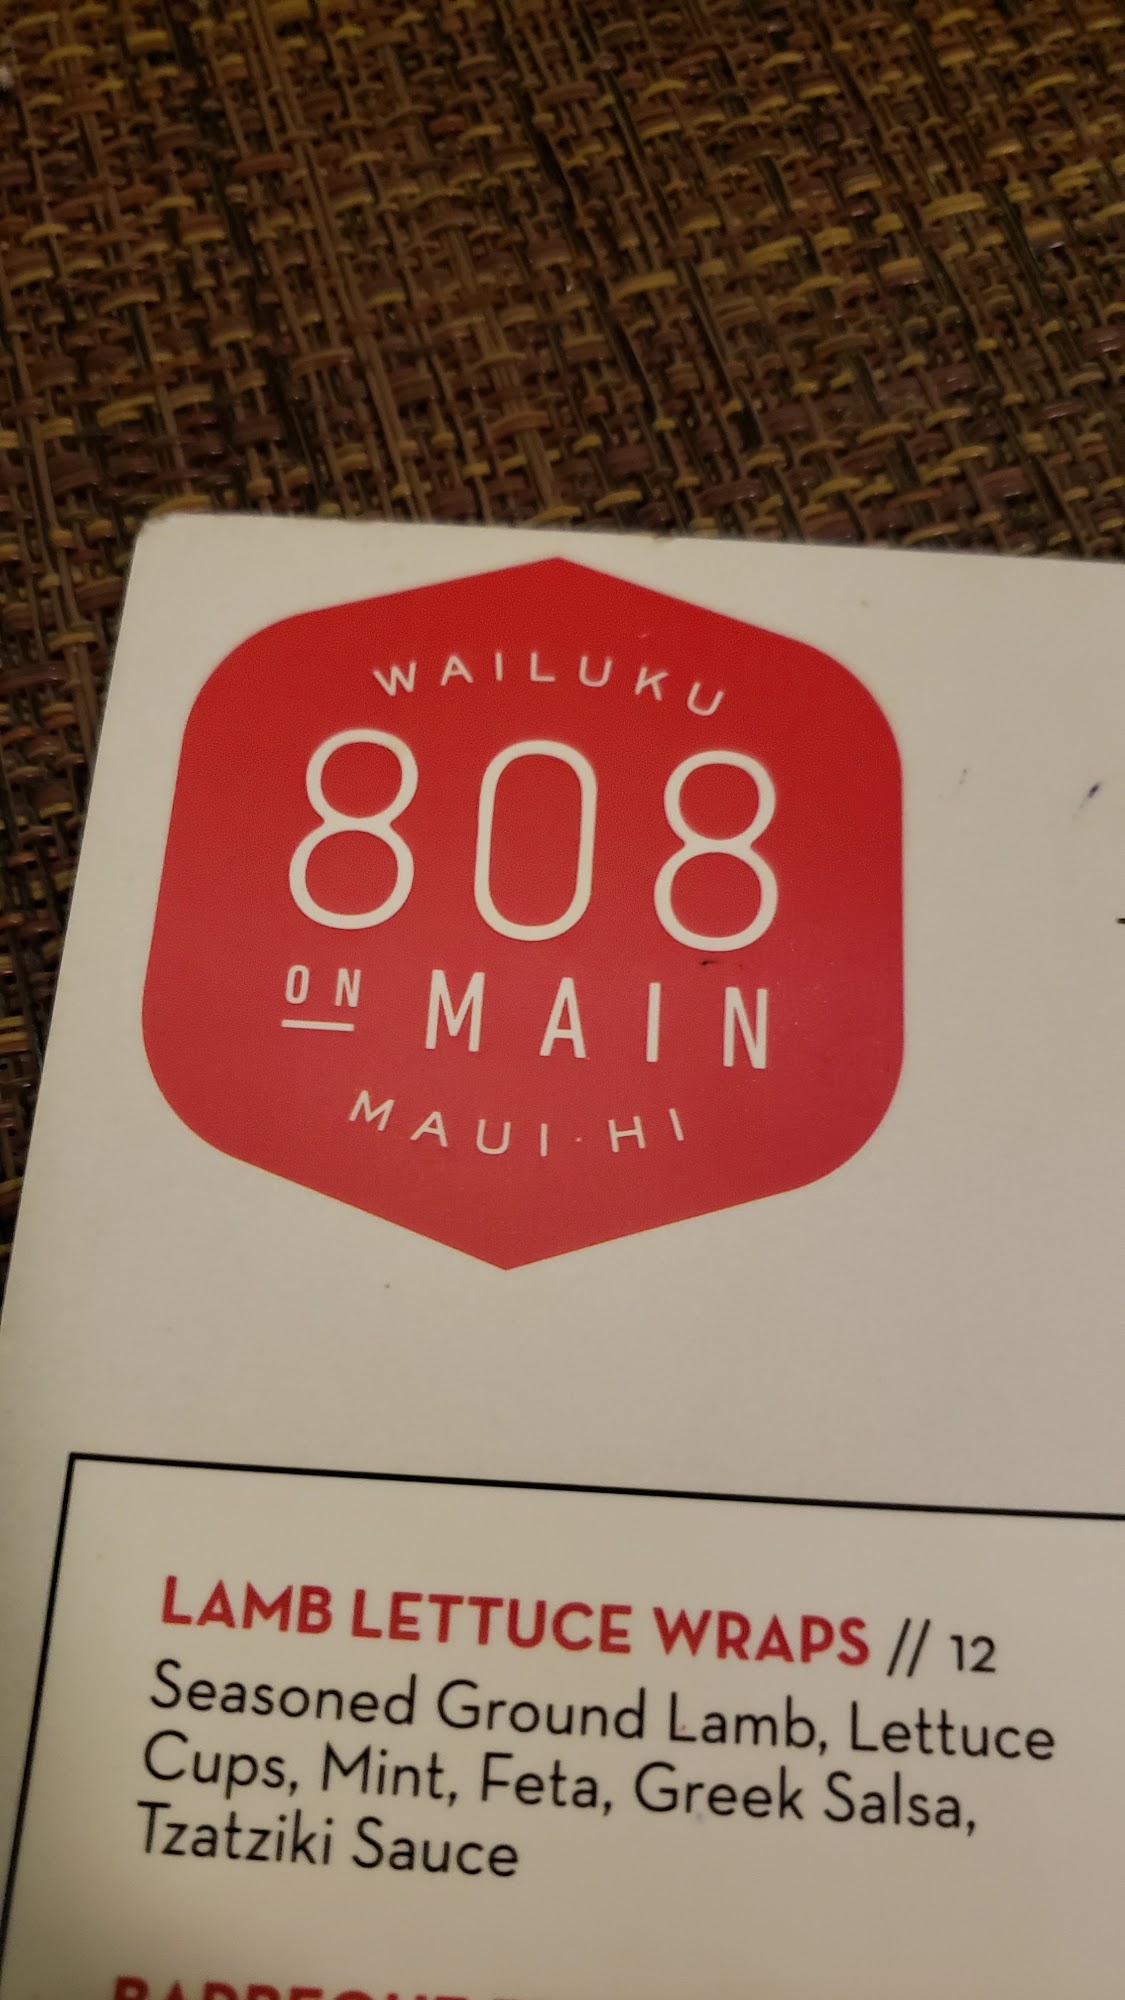 WAILUKU
808
ON MAIN
MAUI · HI
LAMB LETTUCE WRAPS // 12
Seasoned Ground Lamb, Lettuce
Cups, Mint, Feta, Greek Salsa,
Tzatziki Sauce